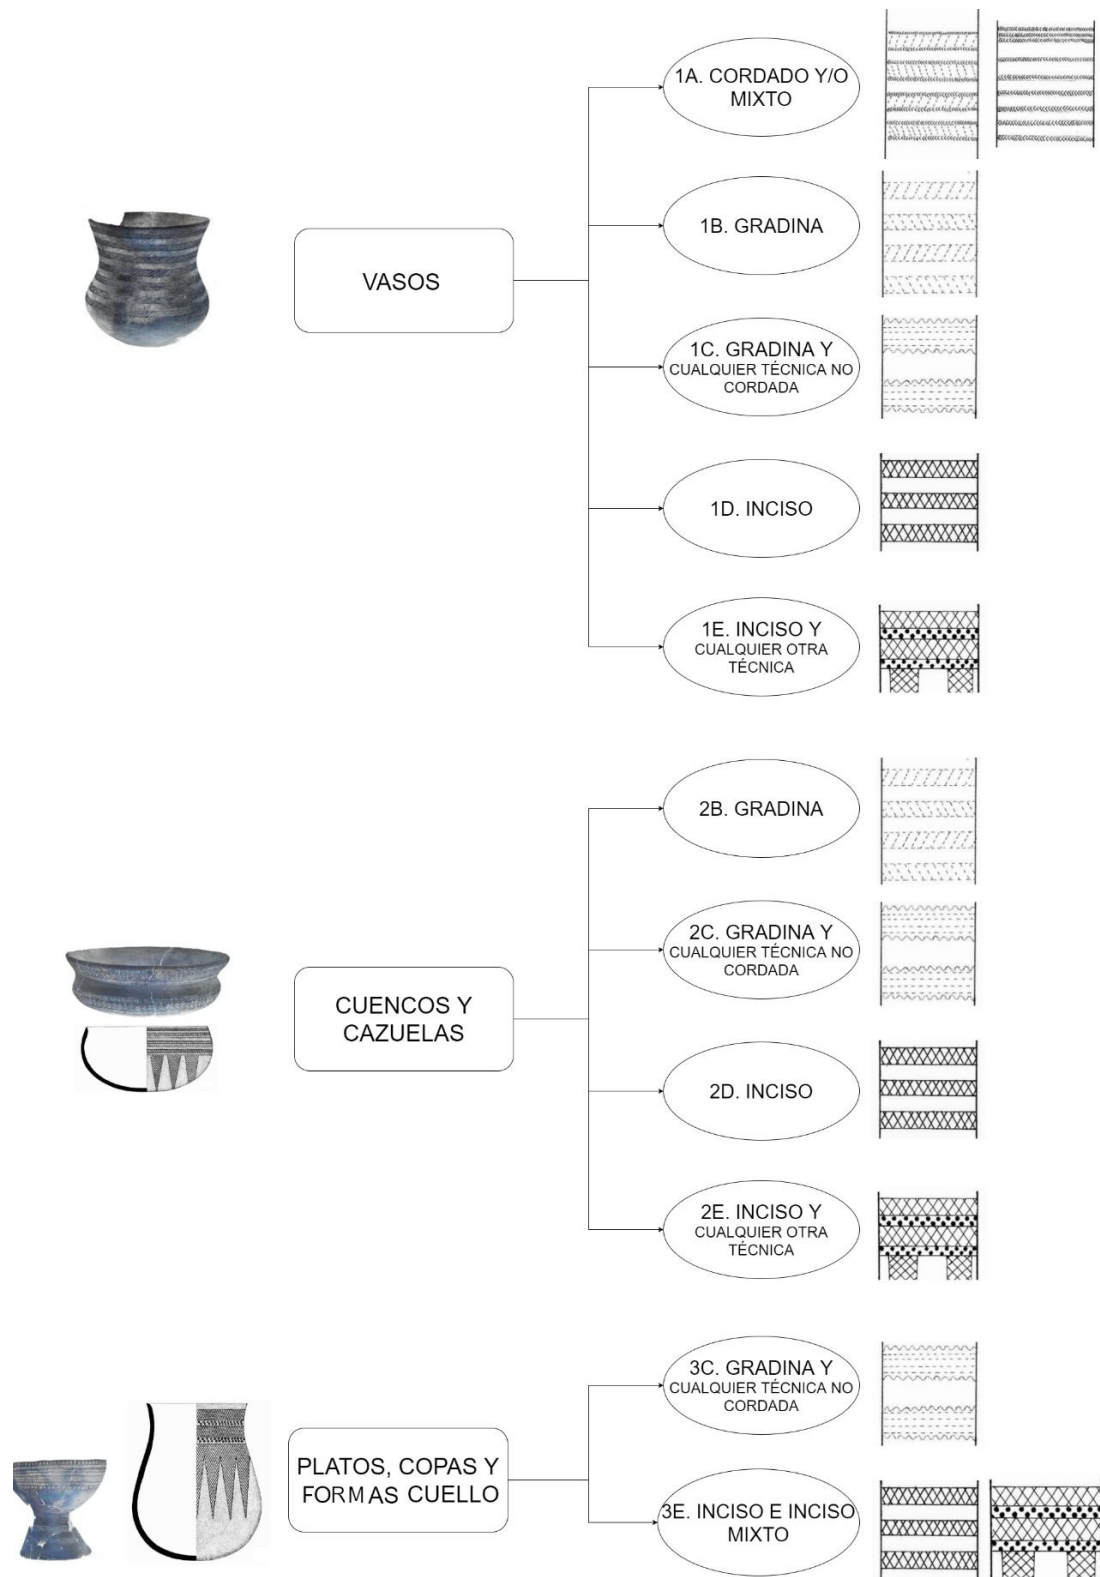 1A. CORDADO Y/O
MIXTO
1B. GRADINA
VASOS
1C. GRADINA Y
CUALQUIER TÉCNICA NO
CORDADA
1D. INCISO
1E. INCISO Y
CUALQUIER OTRA
TÉCNICA
2B. GRADINA
2C. GRADINA Y
CUALQUIER TÉCNICA NO
CORDADA
CUENCOS Y
CAZUELAS
2D. INCISO
2E. INCISO Y
CUALQUIER OTRA
TÉCNICA
3C. GRADINA Y
CUALQUIER TÉCNICA NO
CORDADA
PLATOS, COPAS Y
FORMAS CUELLO
3E. INCISO E INCISO
MIXTO